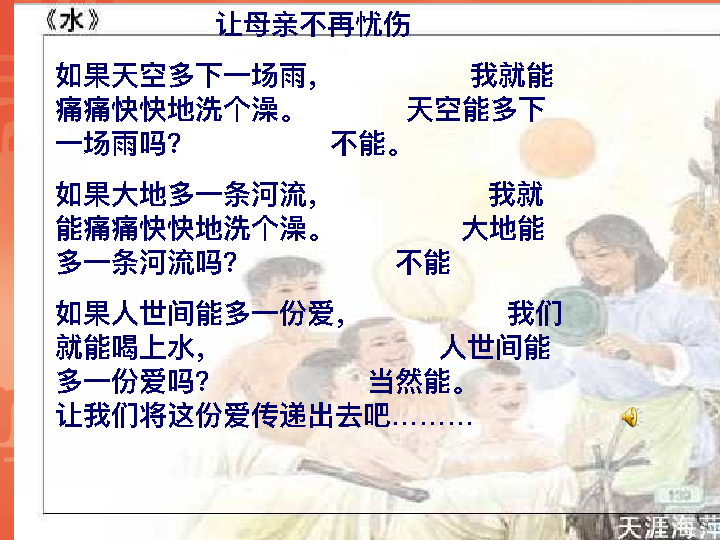 《水》
让母亲不再忧伤
如果天空多下一场雨， 我就能
痛痛快快地洗个澡。 天空能多下
一场雨吗？ 不能。
如果大地多一条河流， 我就
能痛痛快快地洗个澡。 大地能
多一条河流吗？ 不能
如果人世间能多一份爱， 我们
就能喝上水， 人世间能
多一份爱吗？ 当然能。
让我们将这份爱传递出去吧………
139
天涯海萍